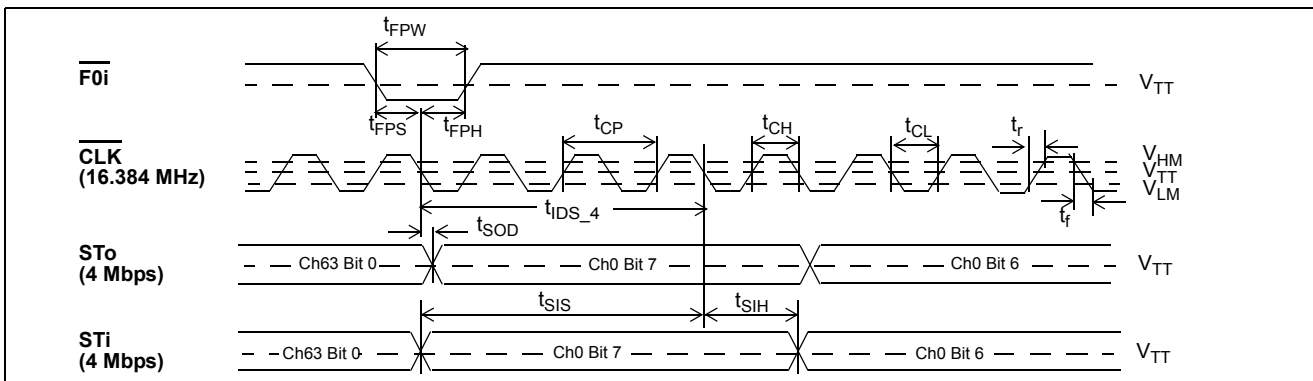 tFPW
F0i
VTT
tFPS tFPH tCP tCH tCL tr
CLK
(16.384 MHz)
VHM
VTT
VLM
tf
tIDS_4
tSOD
STo
(4 Mbps)
Ch63 Bit 0 Ch0 Bit 7 Ch0 Bit 6 VTT
tSIS tSIH
STi
(4 Mbps)
Ch63 Bit 0 Ch0 Bit 7 Ch0 Bit 6 VTT